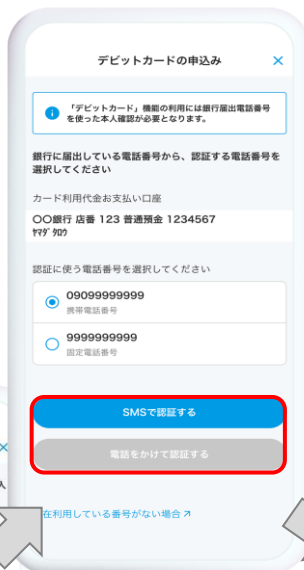 デビットカードの申込み
「デビットカード」機能の利用には銀行届出電話番号
を使った本人確認が必要となります。
銀行に届出している電話番号から、認証する電話番号を
選択してください
カード利用代金お支払い口座
〇〇銀行 店番 123 普通預金 1234567
ﾔﾏﾀﾞ ﾀﾛｳ
認証に使う電話番号を選択してください
09099999999
携帯電話番号
9999999999
固定電話番号
SMSで認証する
電話をかけて認証する
在利用している番号がない場合